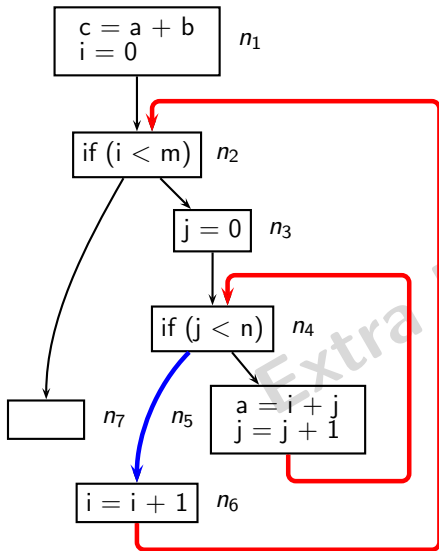 c = a + b
i = 0
n1
if (i < m)
n2
j = 0
n3
if (j < n)
n4
Extra
a = i + j
j = j + 1
n7
n5
i = i + 1
n6